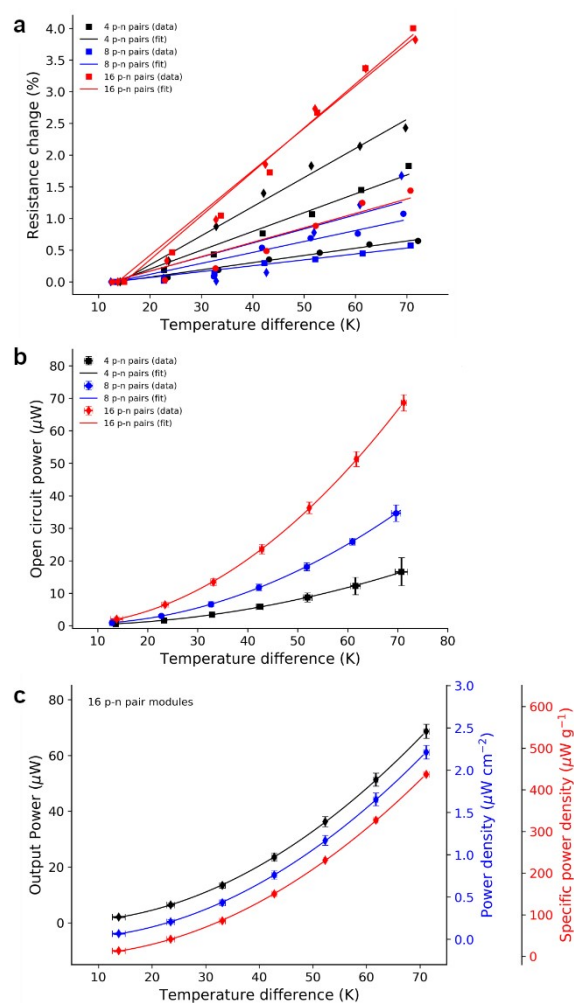 a
4.0
3.5
3.0
2.5
2.0
1.5
1.0
0.5
0.0
Resistance change (%)
4 p-n pairs (data)
4 p-n pairs (fit)
8 p-n pairs (data)
8 p-n pairs (fit)
16 p-n pairs (data)
16 p-n pairs (fit)
10 20 30 40 50 60 70
Temperature difference (K)
b
80
70
60
50
40
30
20
10
0
Open circuit power (μW)
4 p-n pairs (data)
4 p-n pairs (fit)
8 p-n pairs (data)
8 p-n pairs (fit)
16 p-n pairs (data)
16 p-n pairs (fit)
0 10 20 30 40 50 60 70 80
Temperature difference (K)
c
16 p-n pair modules
80
60
40
20
0
Output Power (μW)
3.0
2.5
2.0
1.5
1.0
0.5
0.0
Power density (μW cm⁻²)
600
500
400
300
200
100
0
Specific power density (μW g⁻¹)
10 20 30 40 50 60 70
Temperature difference (K)